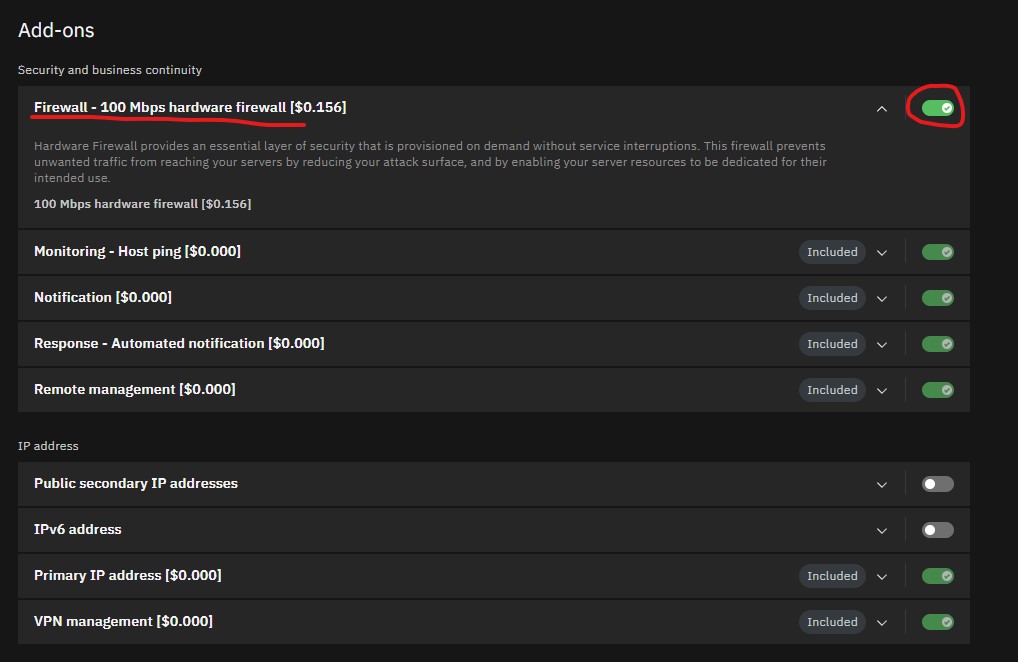 Add-ons
Security and business continuity
Firewall - 100 Mbps hardware firewall [$0.156]
Hardware Firewall provides an essential layer of security that is provisioned on demand without service interruptions. This firewall prevents
unwanted traffic from reaching your servers by reducing your attack surface, and by enabling your server resources to be dedicated for their
intended use.
100 Mbps hardware firewall [$0.156]
Monitoring - Host ping [$0.000] Included
Notification [$0.000] Included
Response - Automated notification [$0.000] Included
Remote management [$0.000] Included
IP address
Public secondary IP addresses
IPv6 address
Primary IP address [$0.000] Included
VPN management [$0.000] Included